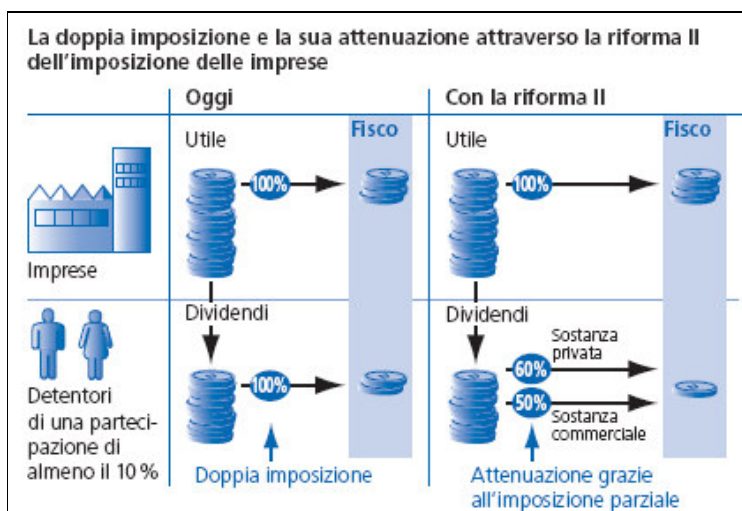 La doppia imposizione e la sua attenuazione attraverso la riforma II
dell'imposizione delle imprese
Oggi
Con la riforma II
Utile
Fisco
Utile
Fisco
100%
100%
Imprese
Dividendi
Dividendi
Sostanza
privata
100%
60%
50%
Sostanza
commerciale
Detentori
di una parteci-
pazione di
almeno il 10 %
Doppia imposizione
Attenuazione grazie
all'imposizione parziale